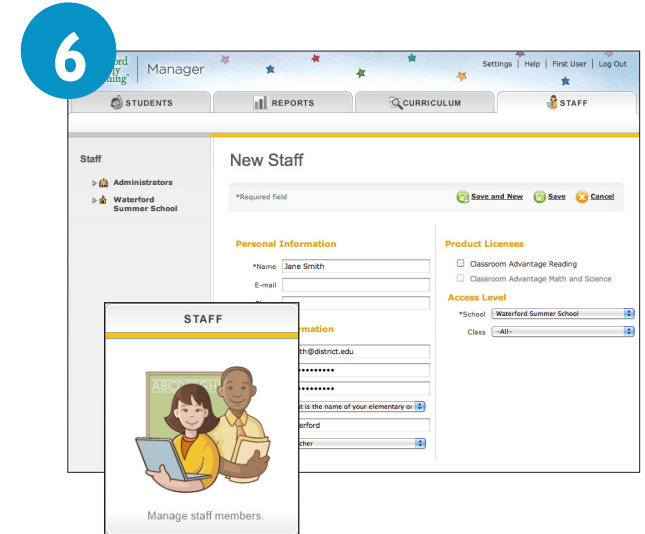 6
Manager
Settings | Help | First User | Log Out
STUDENTS
REPORTS
CURRICULUM
STAFF
Staff
Administrators
Waterford
Summer School
New Staff
*Required field
Save and New
Save
Cancel
Personal Information
*Name
Jane Smith
E-mail
Product Licenses
Classroom Advantage Reading
Classroom Advantage Math and Science
Access Level
*School
Waterford Summer School
Class
-All-
rmation
th@district.edu
••••••••••
••••••••••
at is the name of your elementary or
erford
cher
STAFF
ABCDEFGH
Manage staff members.